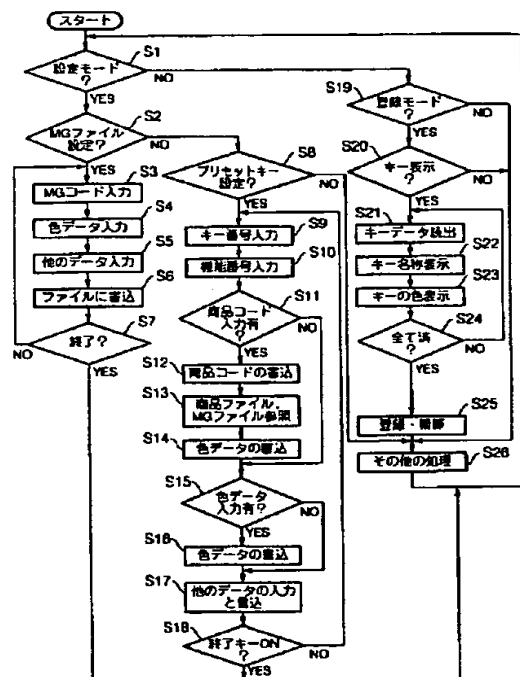 スタート
S1
設定モード
?
NO
YES
S2
MGファイル
設定?
NO
YES
S3
MGコード入力
S4
色データ入力
S5
他のデータ入力
S6
ファイルに書込
S7
終了?
NO
YES
S8
プリセットキー
設定?
NO
YES
S9
キー番号入力
S10
機能番号入力
S11
商品コード
入力有
?
NO
YES
S12
商品コードの書込
S13
商品ファイル,
MGファイル参照
S14
色データの書込
S15
色データ
入力有?
NO
YES
S16
色データの書込
S17
他のデータの入力
と書込
S18
終了キーON
?
NO
YES
S19
登録モード
?
NO
YES
S20
キー表示
?
NO
YES
S21
キーデータ読出
S22
キー名称表示
S23
キーの色表示
S24
全て済
?
NO
YES
S25
登録・精算
S26
その他の処理